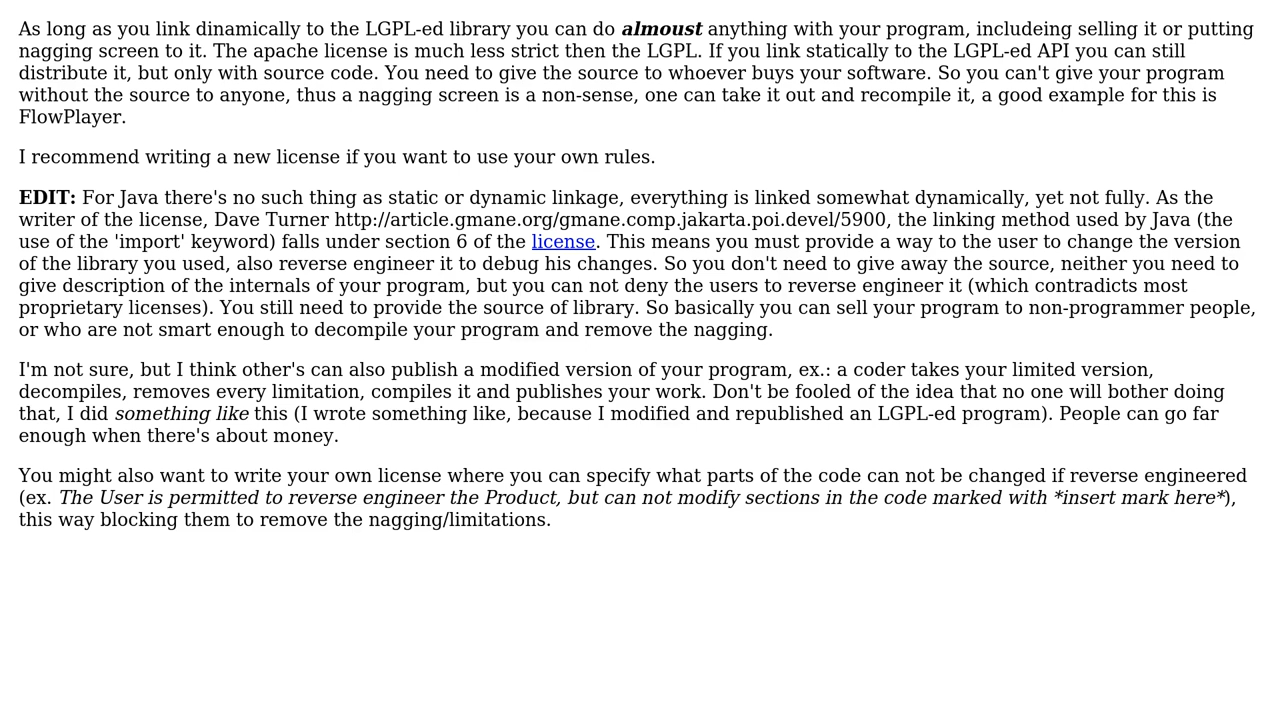 As long as you link dinamically to the LGPL-ed library you can do almoust anything with your program, includeing selling it or putting
nagging screen to it. The apache license is much less strict then the LGPL. If you link statically to the LGPL-ed API you can still
distribute it, but only with source code. You need to give the source to whoever buys your software. So you can't give your program
without the source to anyone, thus a nagging screen is a non-sense, one can take it out and recompile it, a good example for this is
FlowPlayer.
I recommend writing a new license if you want to use your own rules.
EDIT: For Java there's no such thing as static or dynamic linkage, everything is linked somewhat dynamically, yet not fully. As the
writer of the license, Dave Turner http://article.gmane.org/gmane.comp.jakarta.poi.devel/5900, the linking method used by Java (the
use of the 'import' keyword) falls under section 6 of the license. This means you must provide a way to the user to change the version
of the library you used, also reverse engineer it to debug his changes. So you don't need to give away the source, neither you need to
give description of the internals of your program, but you can not deny the users to reverse engineer it (which contradicts most
proprietary licenses). You still need to provide the source of library. So basically you can sell your program to non-programmer people,
or who are not smart enough to decompile your program and remove the nagging.
I'm not sure, but I think other's can also publish a modified version of your program, ex.: a coder takes your limited version,
decompiles, removes every limitation, compiles it and publishes your work. Don't be fooled of the idea that no one will bother doing
that, I did something like this (I wrote something like, because I modified and republished an LGPL-ed program). People can go far
enough when there's about money.
You might also want to write your own license where you can specify what parts of the code can not be changed if reverse engineered
(ex. The User is permitted to reverse engineer the Product, but can not modify sections in the code marked with *insert mark here*),
this way blocking them to remove the nagging/limitations.